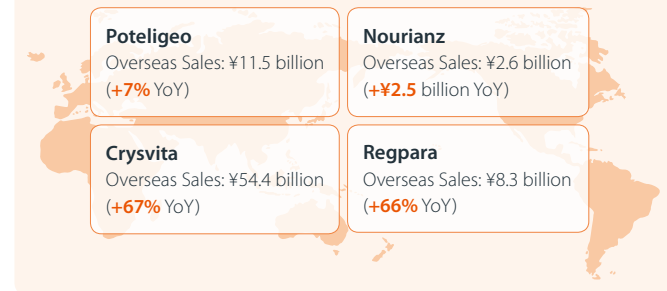 Poteligeo
Overseas Sales: ¥11.5 billion
(+7% YoY)
Nourianz
Overseas Sales: ¥2.6 billion
(+¥2.5 billion YoY)
Crysvita
Overseas Sales: ¥54.4 billion
(+67% YoY)
Regpara
Overseas Sales: ¥8.3 billion
(+66% YoY)